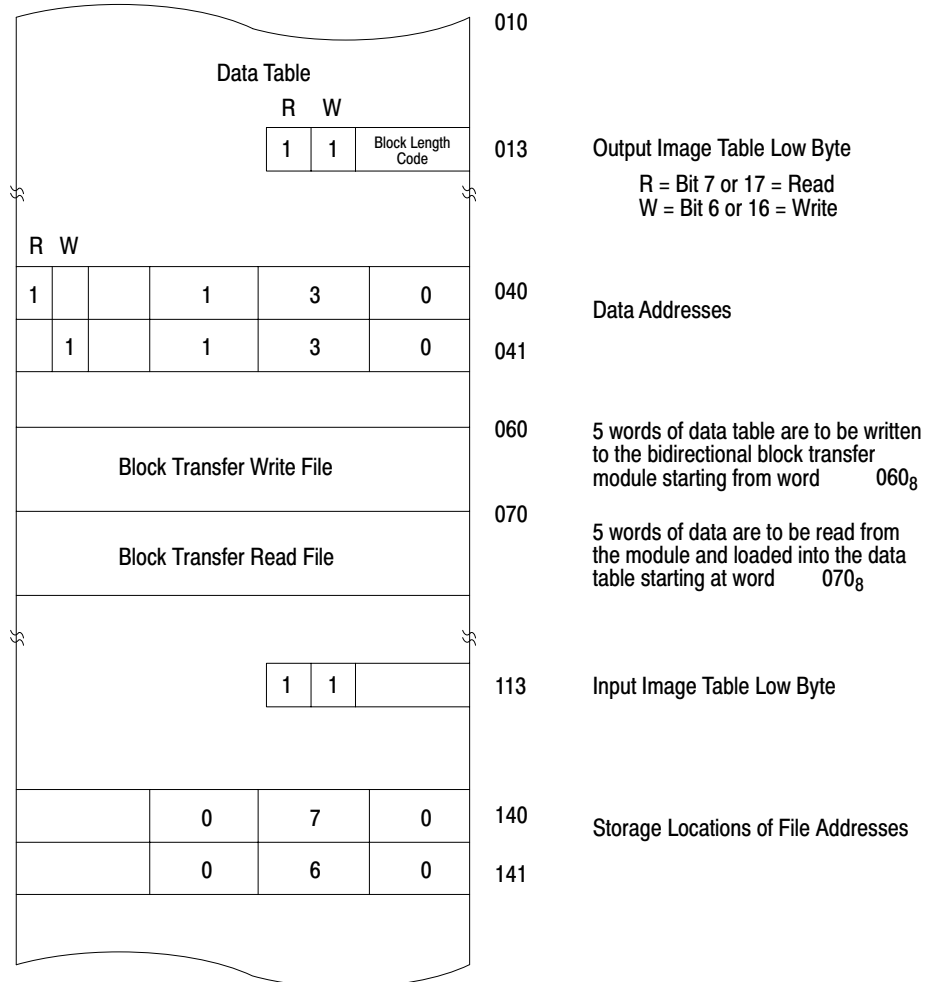 010
Data Table
R W
1 1 Block Length Code 013 Output Image Table Low Byte
R = Bit 7 or 17 = Read
W = Bit 6 or 16 = Write
R W
1 1 3 0 040
Data Addresses
1 1 3 0 041
060 5 words of data table are to be written
to the bidirectional block transfer
Block Transfer Write File module starting from word 060₈
070
5 words of data are to be read from
Block Transfer Read File the module and loaded into the data
table starting at word 070₈
1 1 113 Input Image Table Low Byte
0 7 0 140
Storage Locations of File Addresses
0 6 0 141